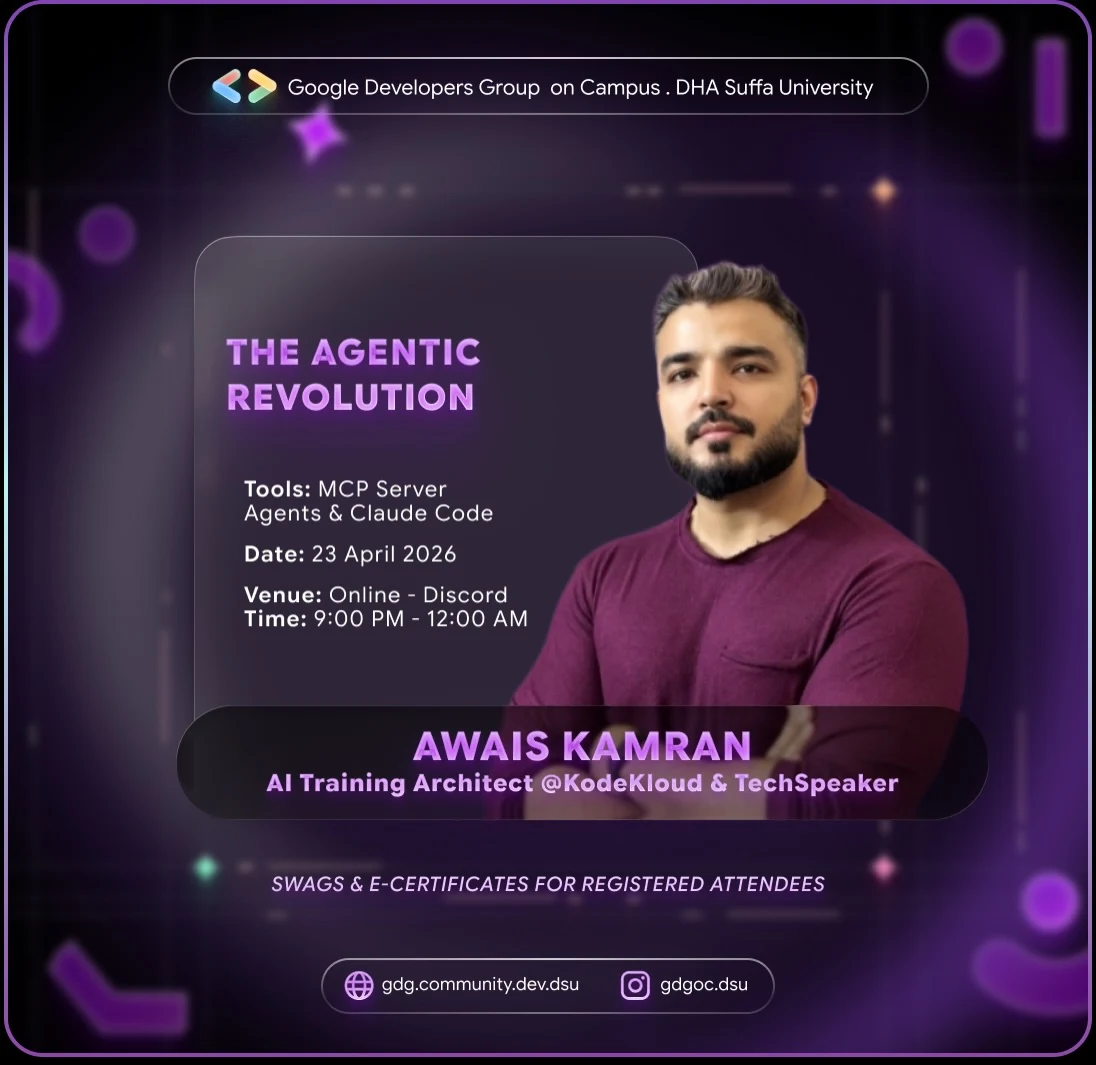 Google Developers Group on Campus . DHA Suffa University
THE AGENTIC
REVOLUTION
Tools: MCP Server
Agents & Claude Code
Date: 23 April 2026
Venue: Online - Discord
Time: 9:00 PM - 12:00 AM
AWAIS KAMRAN
AI Training Architect @KodeKloud & TechSpeaker
SWAGS & E-CERTIFICATES FOR REGISTERED ATTENDEES
gdg.community.dev.dsu gdgoc.dsu